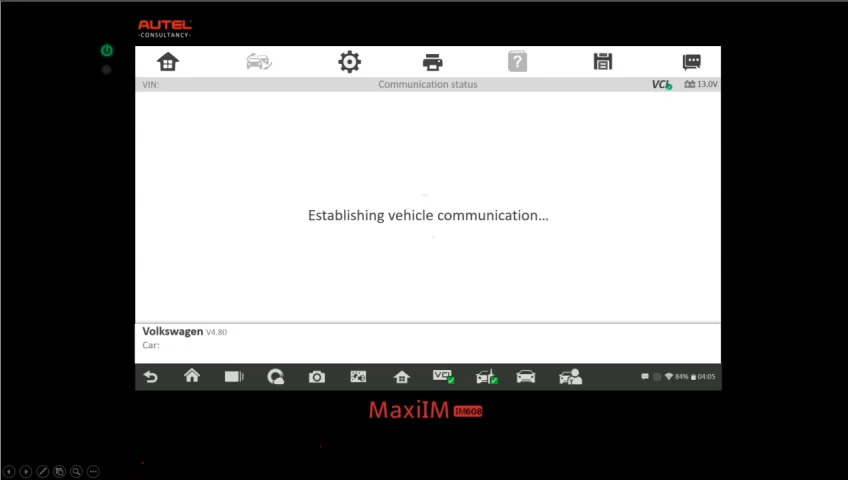 AUTEL
-CONSULTANCY-
?
VIN:
Communication status
VCI
13.0V
Establishing vehicle communication...
Volkswagen V4.80
Car:
VCI
84% 04:05
MaxiIM IM608